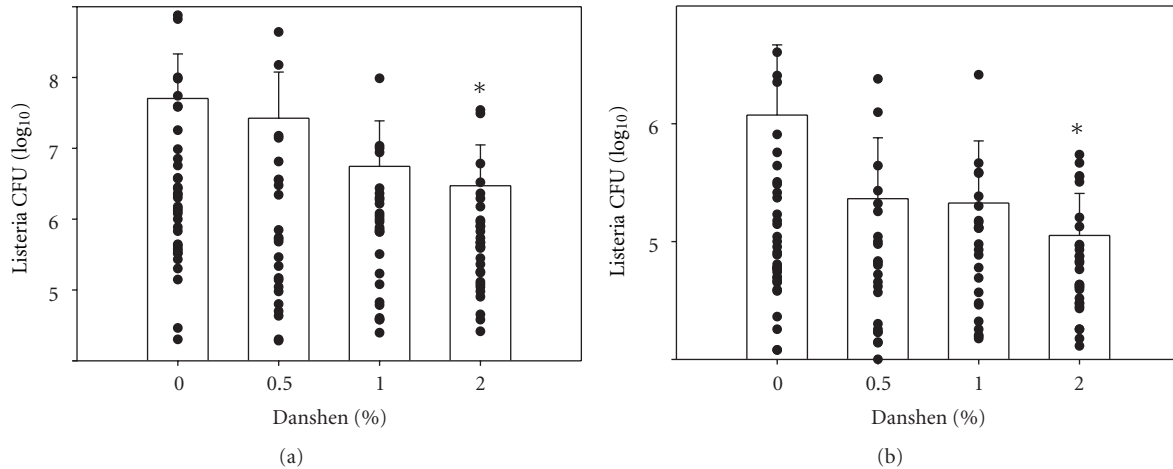 8
7
6
5
Listeria CFU (log₁₀)
*
0 0.5 1 2
Danshen (%)
(a)
6
5
Listeria CFU (log₁₀)
*
0 0.5 1 2
Danshen (%)
(b)